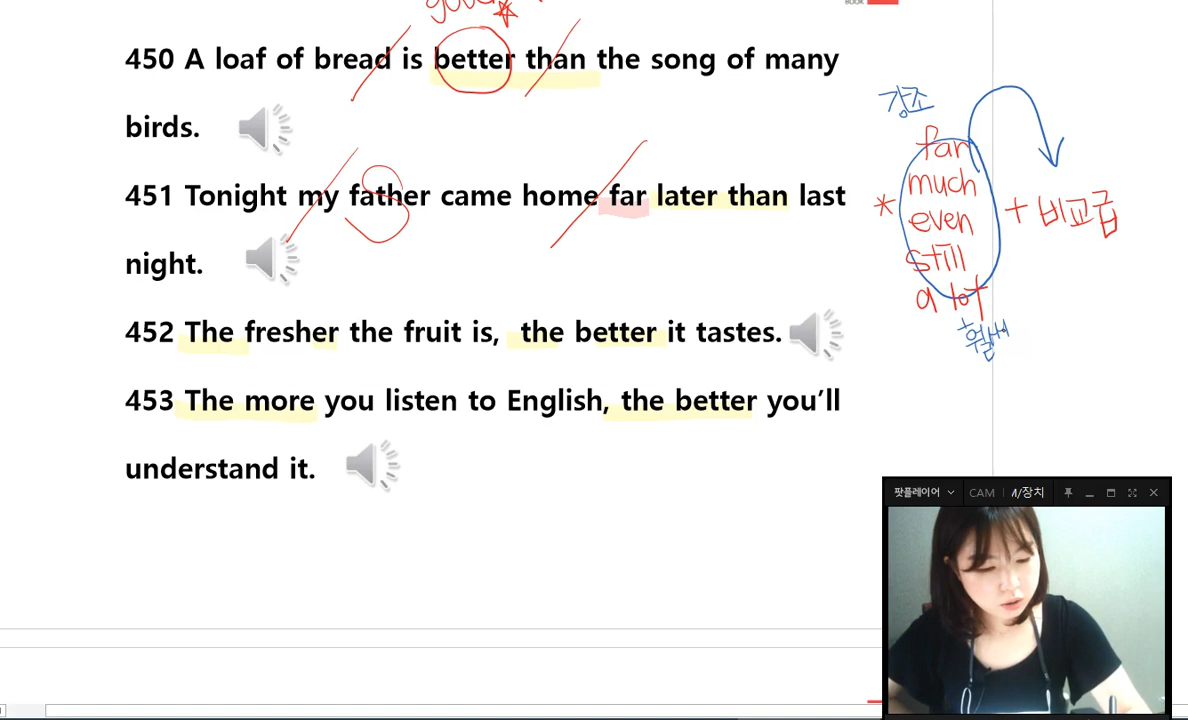 BOOK
450 A loaf of bread is better than the song of many
birds.
451 Tonight my father came home far later than last
night.
452 The fresher the fruit is, the better it tastes.
453 The more you listen to English, the better you’ll
understand it.
강조
far
much
* even + 비교급
still
a lot
훨씬
S
팟플레이어 CAM